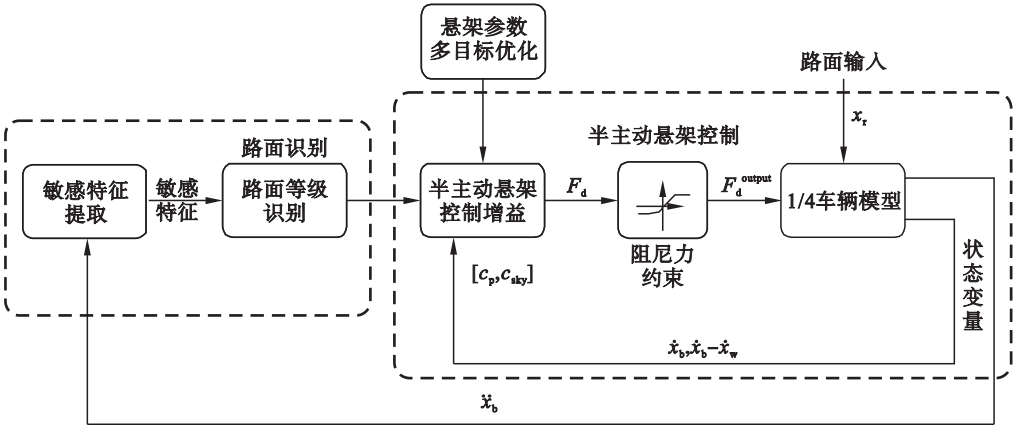 悬架参数
多目标优化
路面输入
x_r
半主动悬架控制
路面识别
敏感特征
提取
敏感
特征
路面等级
识别
半主动悬架
控制增益
F_d
F_d^output
1/4车辆模型
阻尼力
约束
[c_p,c_sky]
状态变量
ẋ_b,ẋ_b−ẋ_w
ẍ_b